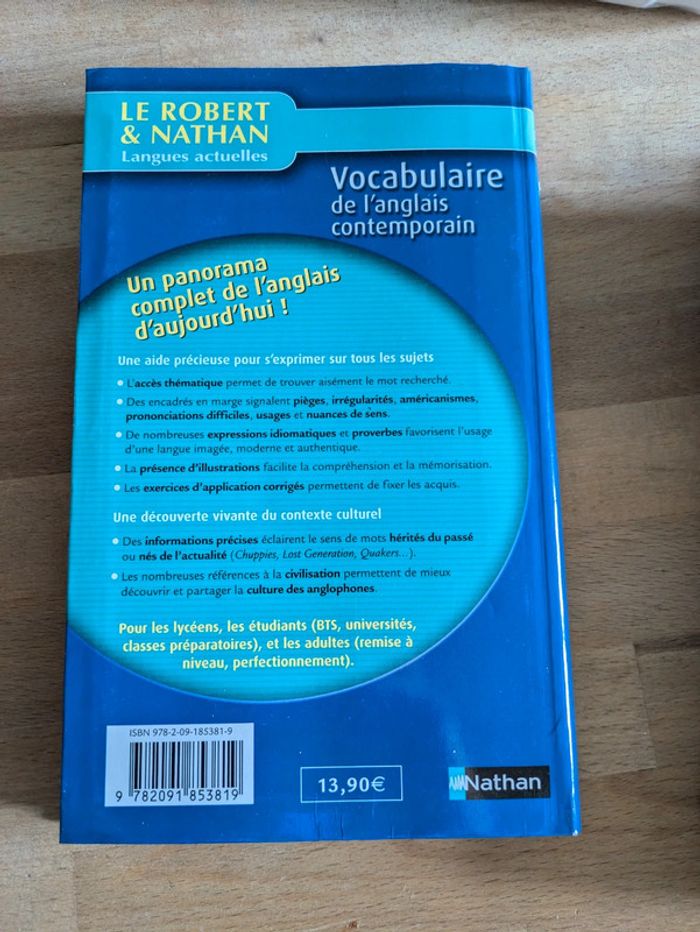 LE ROBERT
& NATHAN
Langues actuelles
Vocabulaire
de l'anglais
contemporain
Un panorama
complet de l'anglais
d'aujourd'hui !
Une aide précieuse pour s'exprimer sur tous les sujets
• L'accès thématique permet de trouver aisément le mot recherché.
• Des encadrés en marge signalent pièges, irrégularités, américanismes,
prononciations difficiles, usages et nuances de sens.
• De nombreuses expressions idiomatiques et proverbes favorisent l'usage
d'une langue imagée, moderne et authentique.
• La présence d'illustrations facilite la compréhension et la mémorisation.
• Les exercices d'application corrigés permettent de fixer les acquis.
Une découverte vivante du contexte culturel
• Des informations précises éclairent le sens de mots hérités du passé
ou nés de l'actualité (Chuppies, Lost Generation, Quakers...).
• Les nombreuses références à la civilisation permettent de mieux
découvrir et partager la culture des anglophones.
Pour les lycéens, les étudiants (BTS, universités,
classes préparatoires), et les adultes (remise à
niveau, perfectionnement).
ISBN 978-2-09-185381-9
9 782091 853819
13,90€
Nathan